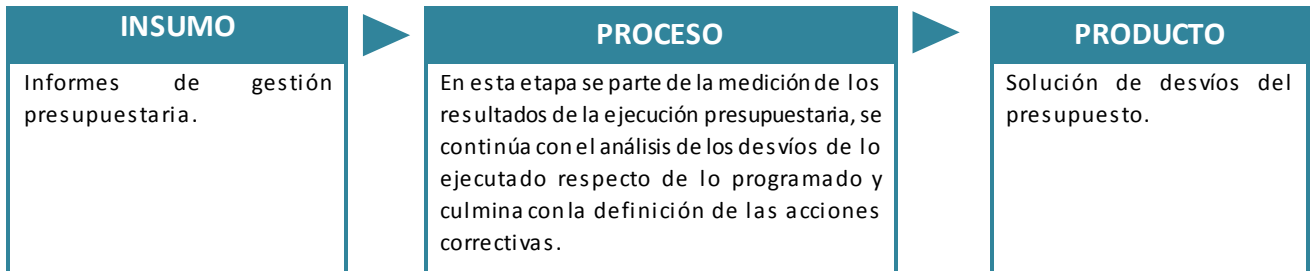 INSUMO
Informes de gestión
presupuestaria.
PROCESO
En esta etapa se parte de la medición de los
resultados de la ejecución presupuestaria, se
continúa con el análisis de los desvíos de lo
ejecutado respecto de lo programado y
culmina con la definición de las acciones
correctivas.
PRODUCTO
Solución de desvíos del
presupuesto.